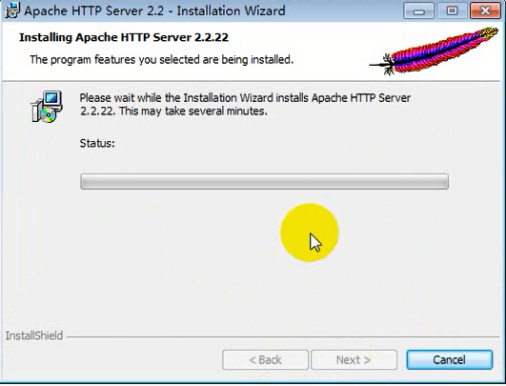 Apache HTTP Server 2.2 - Installation Wizard
Installing Apache HTTP Server 2.2.22
The program features you selected are being installed.
Please wait while the Installation Wizard installs Apache HTTP Server
2.2.22. This may take several minutes.
Status:
InstallShield
< Back Next > Cancel